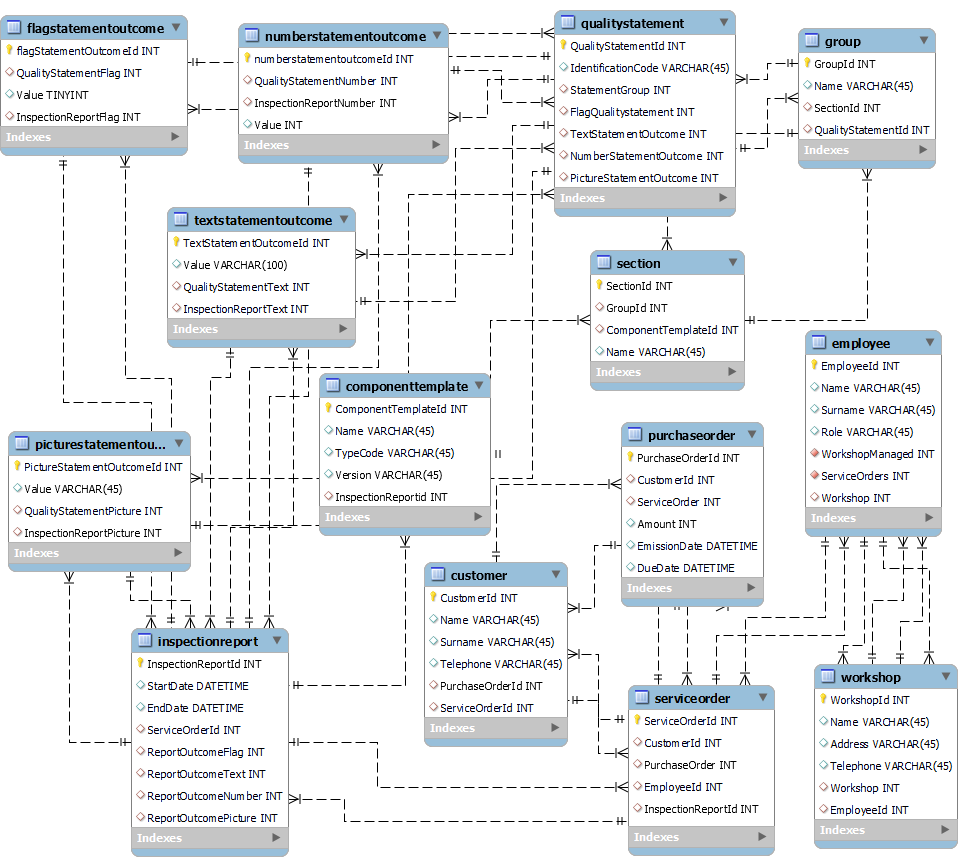 flagstatementoutcome
flagStatementOutcomeId INT
QualityStatementFlag INT
Value TINYINT
InspectionReportFlag INT
Indexes
numberstatementoutcome
numberstatementoutcomeId INT
QualityStatementNumber INT
InspectionReportNumber INT
Value INT
Indexes
qualitystatement
QualityStatementId INT
IdentificationCode VARCHAR(45)
StatementGroup INT
FlagQualitystatement INT
TextStatementOutcome INT
NumberStatementOutcome INT
PictureStatementOutcome INT
Indexes
group
GroupId INT
Name VARCHAR(45)
SectionId INT
QualityStatementId INT
Indexes
textstatementoutcome
TextStatementOutcomeId INT
Value VARCHAR(100)
QualityStatementText INT
InspectionReportText INT
Indexes
section
SectionId INT
GroupId INT
ComponentTemplateId INT
Name VARCHAR(45)
Indexes
employee
EmployeeId INT
Name VARCHAR(45)
Surname VARCHAR(45)
Role VARCHAR(45)
WorkshopManaged INT
ServiceOrders INT
Workshop INT
Indexes
componenttemplate
ComponentTemplateId INT
Name VARCHAR(45)
TypeCode VARCHAR(45)
Version VARCHAR(45)
InspectionReportid INT
Indexes
purchaseorder
PurchaseOrderId INT
CustomerId INT
ServiceOrder INT
Amount INT
EmissionDate DATETIME
DueDate DATETIME
Indexes
picturestatementou...
PictureStatementOutcomeId INT
Value VARCHAR(45)
QualityStatementPicture INT
InspectionReportPicture INT
Indexes
customer
CustomerId INT
Name VARCHAR(45)
Surname VARCHAR(45)
Telephone VARCHAR(45)
PurchaseOrderId INT
ServiceOrderId INT
Indexes
inspectionreport
InspectionReportId INT
StartDate DATETIME
EndDate DATETIME
ServiceOrderId INT
ReportOutcomeFlag INT
ReportOutcomeText INT
ReportOutcomeNumber INT
ReportOutcomePicture INT
Indexes
serviceorder
ServiceOrderId INT
CustomerId INT
PurchaseOrder INT
EmployeeId INT
InspectionReportId INT
Indexes
workshop
WorkshopId INT
Name VARCHAR(45)
Address VARCHAR(45)
Telephone VARCHAR(45)
Workshop INT
EmployeeId INT
Indexes